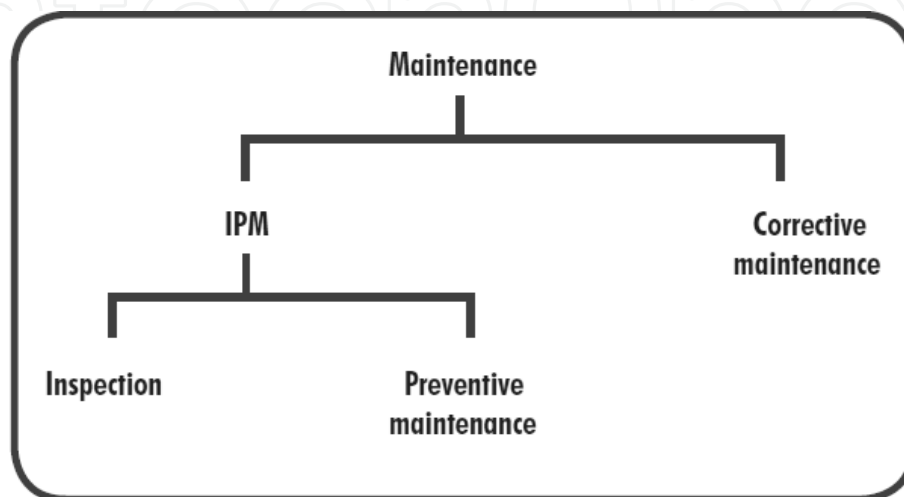 Maintenance
IPM
Corrective
maintenance
Inspection
Preventive
maintenance